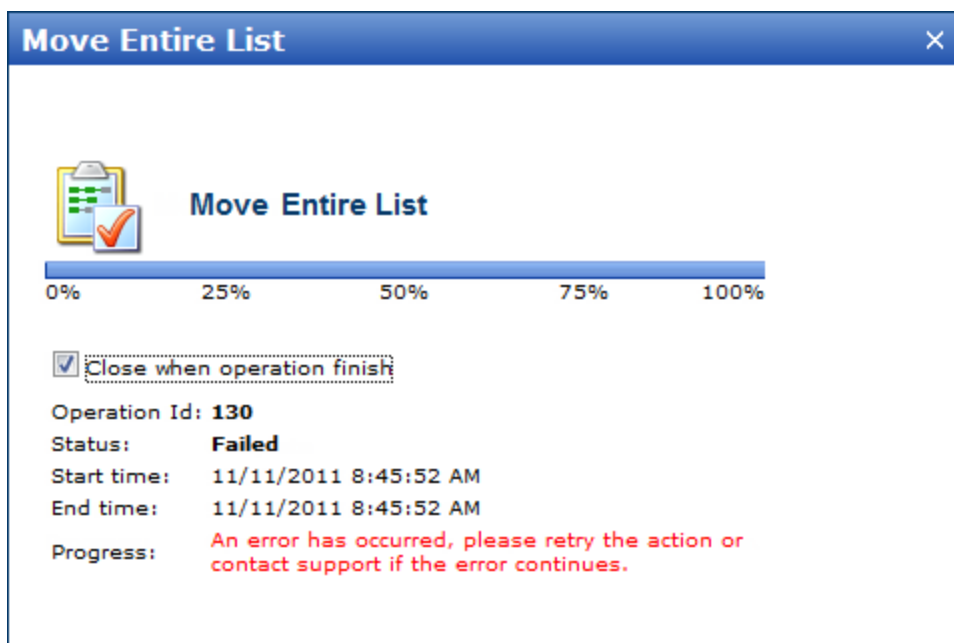 Move Entire List
Move Entire List
0% 25% 50% 75% 100%
Close when operation finish
Operation Id: 130
Status: Failed
Start time: 11/11/2011 8:45:52 AM
End time: 11/11/2011 8:45:52 AM
Progress: An error has occurred, please retry the action or
contact support if the error continues.